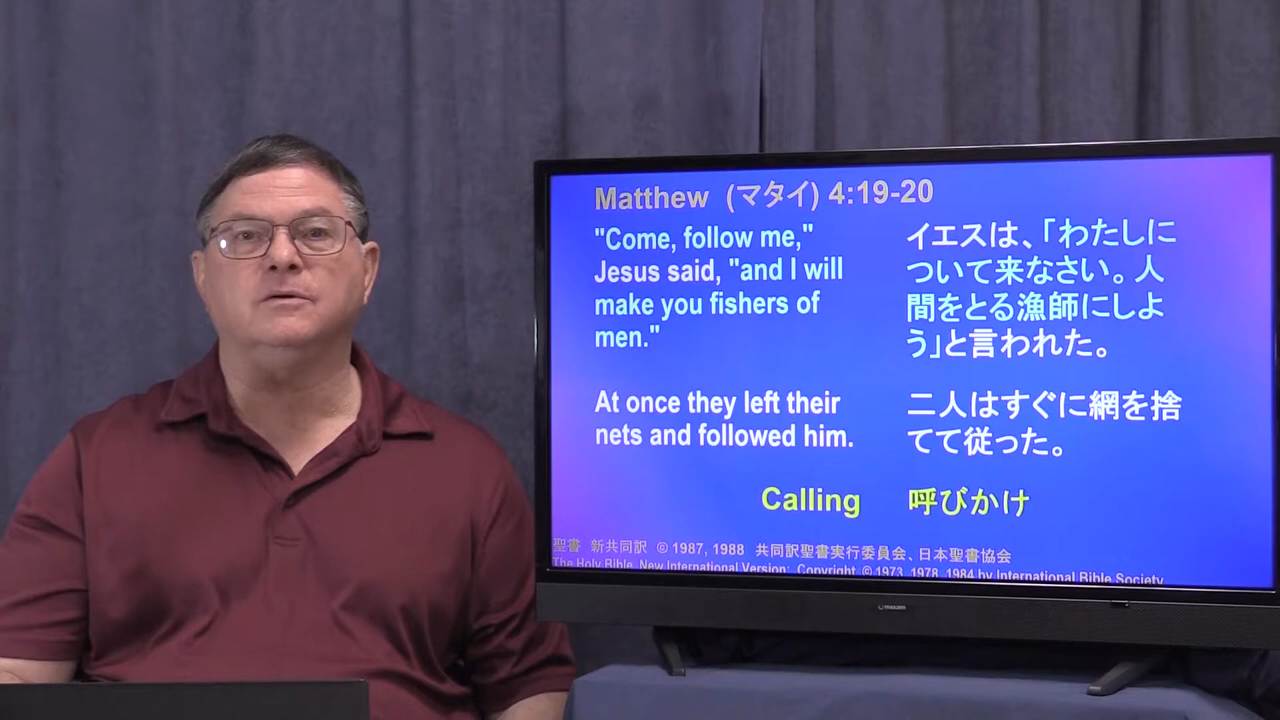 Matthew (マタイ) 4:19-20
"Come, follow me,"
Jesus said, "and I will
make you fishers of
men."
At once they left their
nets and followed him.
イエスは、「わたしに
ついて来なさい。人
間をとる漁師にしよ
う」と言われた。
二人はすぐに網を捨
てて従った。
Calling 呼びかけ
聖書 新共同訳 © 1987, 1988 共同訳聖書実行委員会、日本聖書協会
The Holy Bible, New International Version; Copyright © 1973, 1978, 1984 by International Bible Society
maxzen